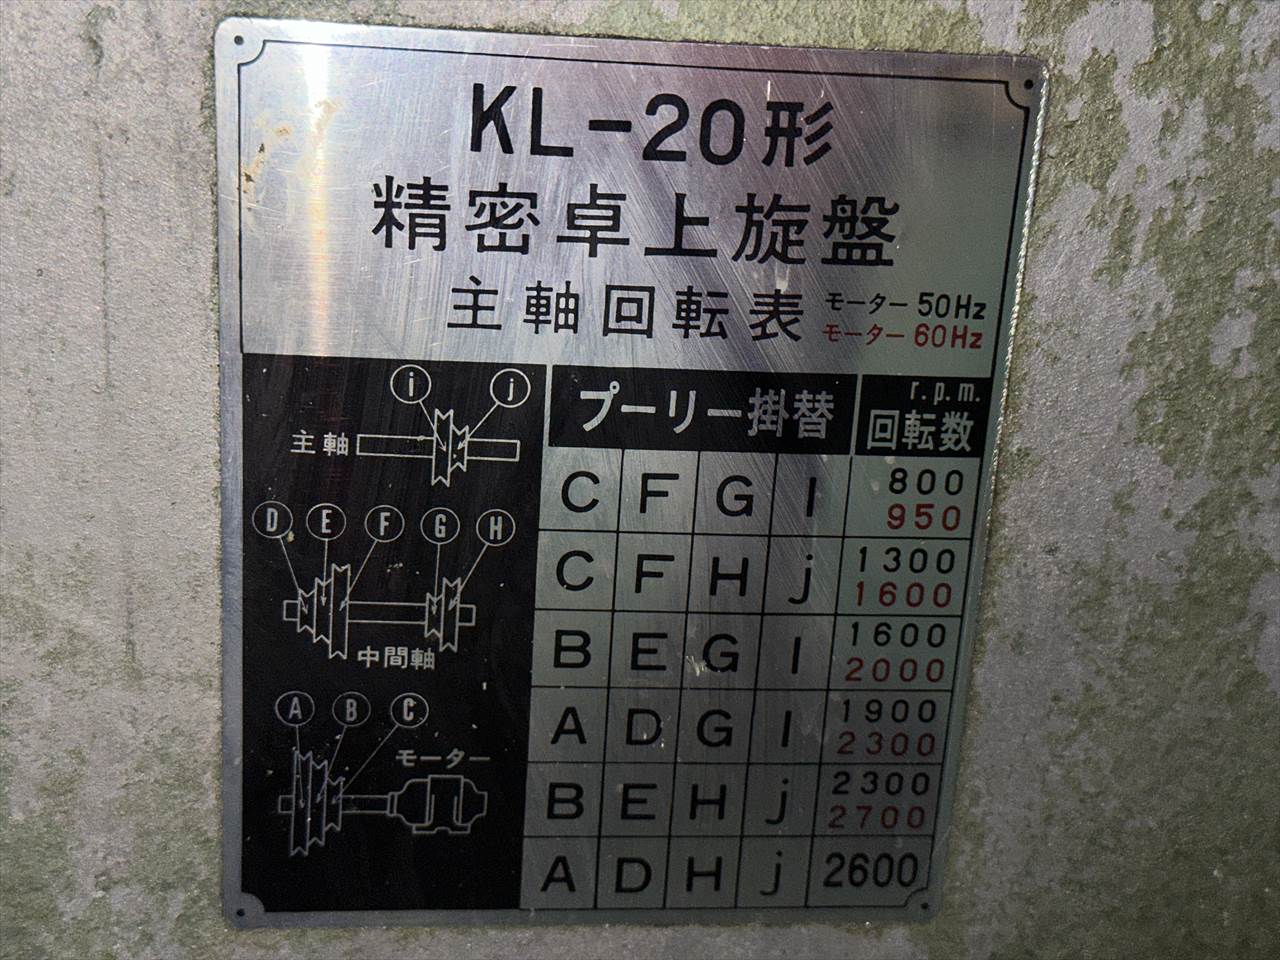 KL-20形
精密卓上旋盤
主軸回転表 モーター 50Hz
モーター 60Hz
i j
主軸
D E F G H
中間軸
A B C
モーター
プーリー掛替 r.p.m. 回転数
C F G I 800
950
C F H j 1300
1600
B E G I 1600
2000
A D G I 1900
2300
B E H j 2300
2700
A D H j 2600